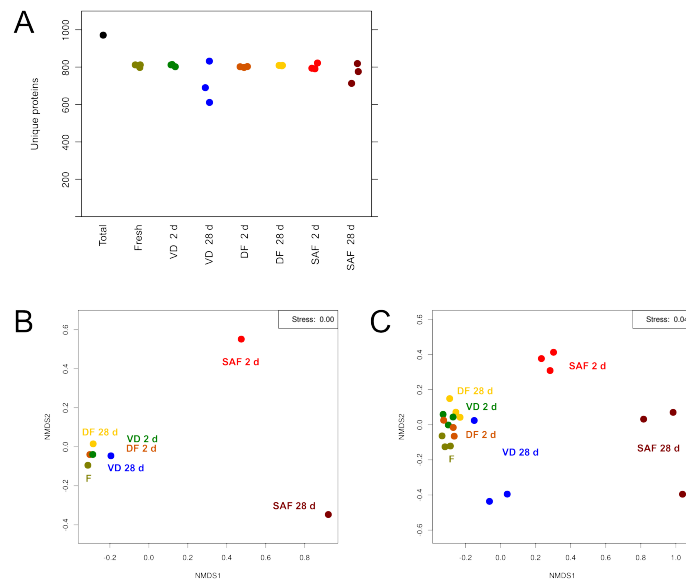 A
Unique proteins
1000
800
600
400
200
Total
Fresh
VD 2 d
VD 28 d
DF 2 d
DF 28 d
SAF 2 d
SAF 28 d
B
Stress: 0.00
NMDS2
0.6
0.4
0.2
0.0
-0.2
-0.4
SAF 2 d
DF 28 d
VD 2 d
DF 2 d
VD 28 d
F
SAF 28 d
-0.2
0.0
0.2
0.4
0.6
0.8
NMDS1
C
Stress: 0.04
NMDS2
0.6
0.4
0.2
0.0
-0.2
-0.4
-0.6
SAF 2 d
DF 28 d
VD 2 d
DF 2 d
VD 28 d
SAF 28 d
F
-0.2
0.0
0.2
0.4
0.6
0.8
1.0
NMDS1